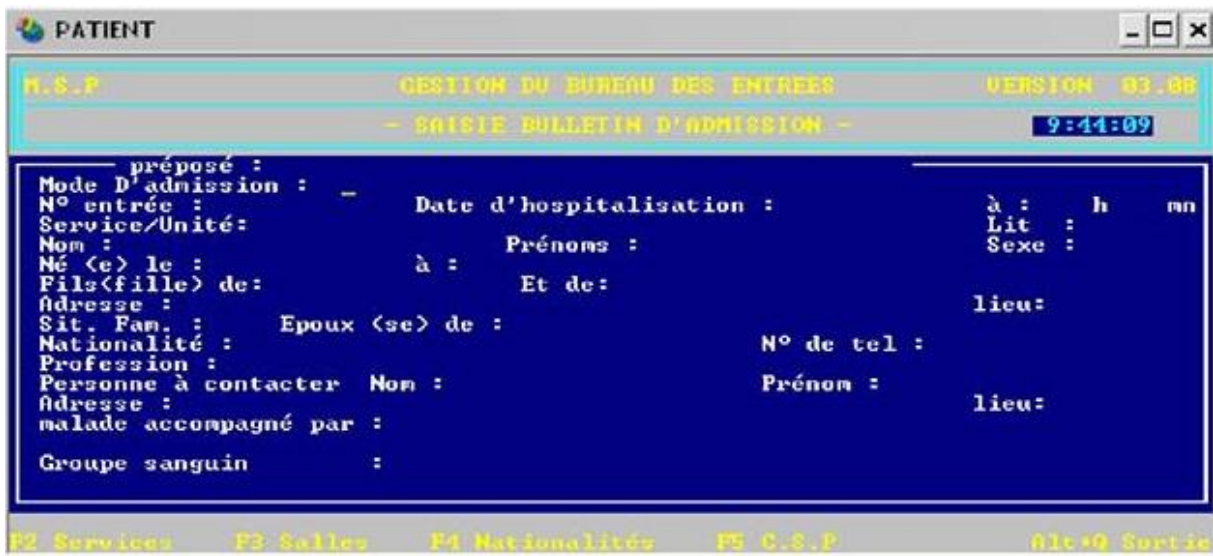 PATIENT
M.S.P GESTION DU BUREAU DES ENTREES VERSION 03.08
- SAISIE BULLETIN D'ADMISSION - 9:44:09
préposé :
Mode D'admission : _
N° entrée : Date d'hospitalisation : à : h mn
Service/Unité: Lit :
Nom : Prénoms : Sexe :
Né (e) le : à :
Fils(fille) de: Et de:
Adresse : lieu:
Sit. Fam. : Epoux (se) de :
Nationalité : N° de tel :
Profession :
Personne à contacter Nom : Prénom :
Adresse : lieu:
malade accompagné par :
Groupe sanguin :
F2 Services F3 Salles F4 Nationalités F5 C.S.P Alt+Q Sortie